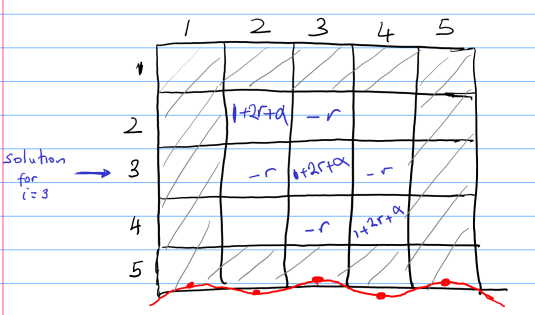 1 2 3 4 5
1
2 1+2r+α -r
solution
for
i=3
3 -r 1+2r+α -r
4 -r 1+2r+α
5